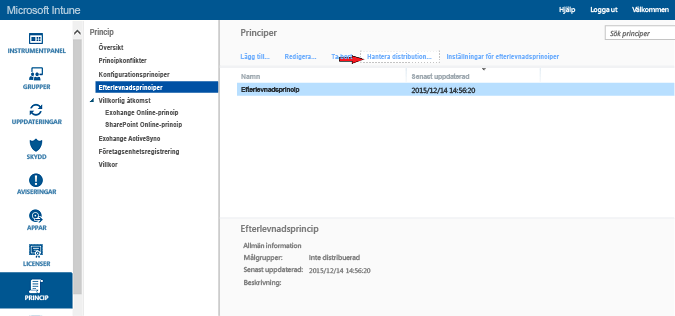 Microsoft Intune
Hjälp Logga ut Välkommen
INSTRUMENTPANEL
GRUPPER
UPPDATERINGAR
SKYDD
AVISERINGAR
APPAR
LICENSER
PRINCIP
Princip
Översikt
Principkonflikter
Konfigurationsprinciper
Efterlevnadsprinciper
Villkorlig åtkomst
Exchange Online-princip
SharePoint Online-princip
Exchange ActiveSync
Företagsenhetsregistrering
Villkor
Principer
Sök principer
Lägg till... Redigera... Ta bort Hantera distribution... Inställningar för efterlevnadsprinciper
Namn Senast uppdaterad
Efterlevnadsprincip 2015/12/14 14:56:20
Efterlevnadsprincip
Allmän information
Målgrupper: Inte distribuerad
Senast uppdaterad: 2015/12/14 14:56:20
Beskrivning: